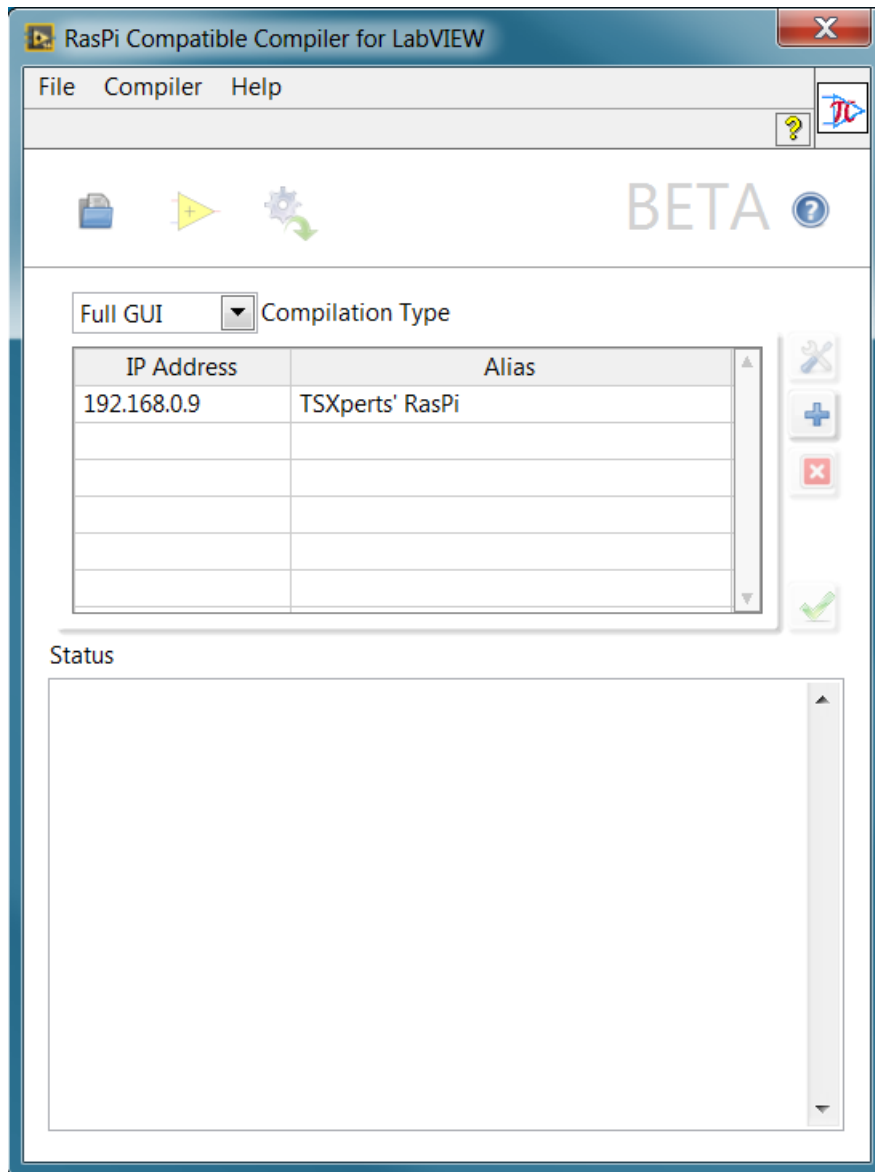 RasPi Compatible Compiler for LabVIEW
File Compiler Help
BETA
Full GUI Compilation Type
IP Address Alias
192.168.0.9 TSXperts' RasPi
Status